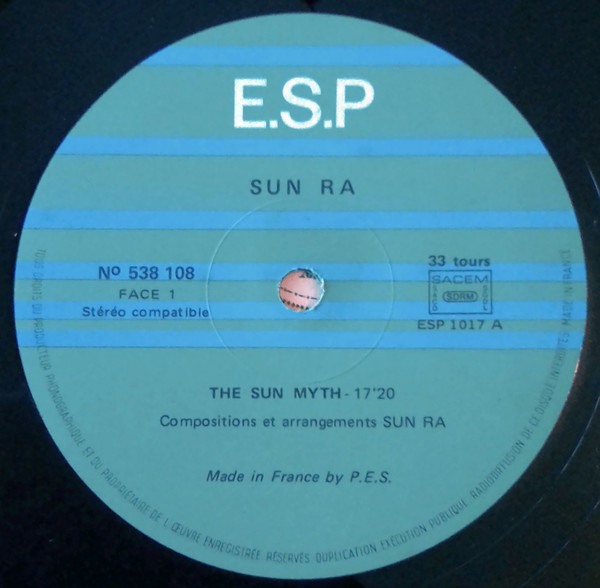 E.S.P
SUN RA
Nº 538 108
FACE 1
Stéréo compatible
33 tours
SACEM
SDRM
ESP 1017 A
THE SUN MYTH - 17'20
Compositions et arrangements SUN RA
Made in France by P.E.S.
TOUS DROITS DU PRODUCTEUR PHONOGRAPHIQUE ET DU PROPRIÉTAIRE DE L'ŒUVRE ENREGISTRÉE RÉSERVÉS DUPLICATION EXÉCUTION PUBLIQUE RADIODIFFUSION DE CE DISQUE INTERDITES MADE IN FRANCE